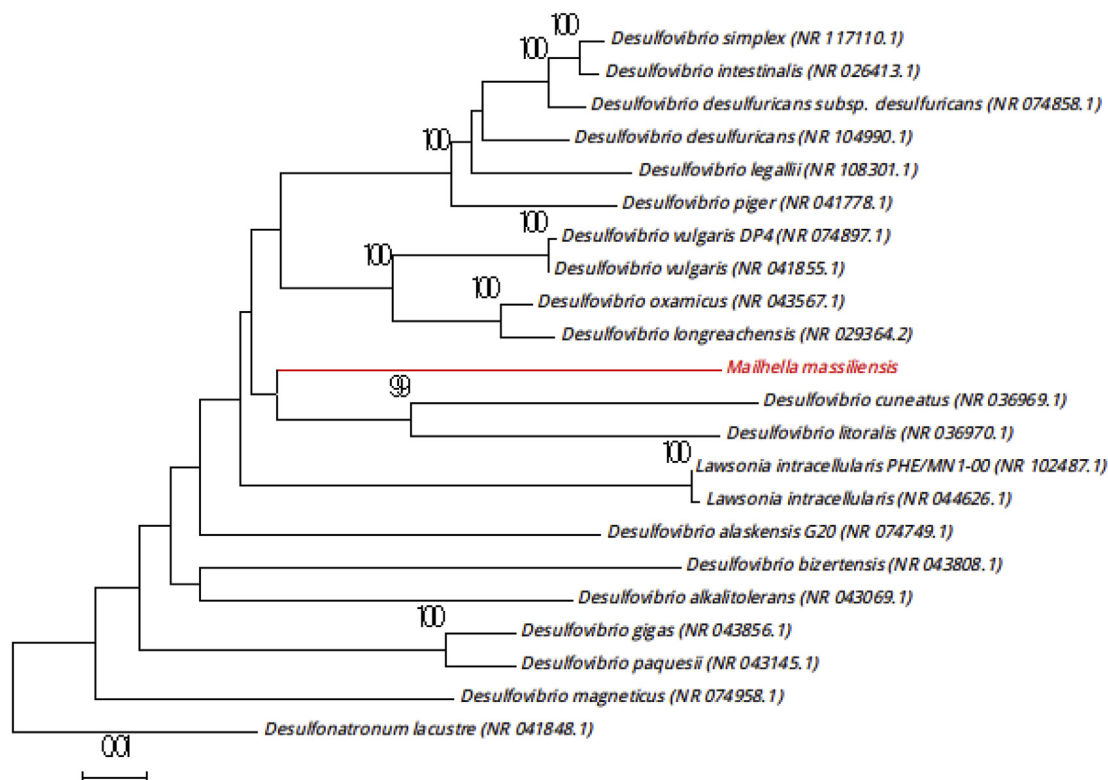 100
Desulfovibrio simplex (NR 117110.1)
100
Desulfovibrio intestinalis (NR 026413.1)
Desulfovibrio desulfuricans subsp. desulfuricans (NR 074858.1)
100
Desulfovibrio desulfuricans (NR 104990.1)
Desulfovibrio legallii (NR 108301.1)
Desulfovibrio piger (NR 041778.1)
100
Desulfovibrio vulgaris DP4 (NR 074897.1)
100
Desulfovibrio vulgaris (NR 041855.1)
100
Desulfovibrio oxamicus (NR 043567.1)
Desulfovibrio longreachensis (NR 029364.2)
Mailhella massiliensis
99
Desulfovibrio cuneatus (NR 036969.1)
Desulfovibrio litoralis (NR 036970.1)
100
Lawsonia intracellularis PHE/MN1-00 (NR 102487.1)
Lawsonia intracellularis (NR 044626.1)
Desulfovibrio alaskensis G20 (NR 074749.1)
Desulfovibrio bizertensis (NR 043808.1)
Desulfovibrio alkalitolerans (NR 043069.1)
100
Desulfovibrio gigas (NR 043856.1)
Desulfovibrio paquesii (NR 043145.1)
Desulfovibrio magneticus (NR 074958.1)
Desulfonatronum lacustre (NR 041848.1)
0.01